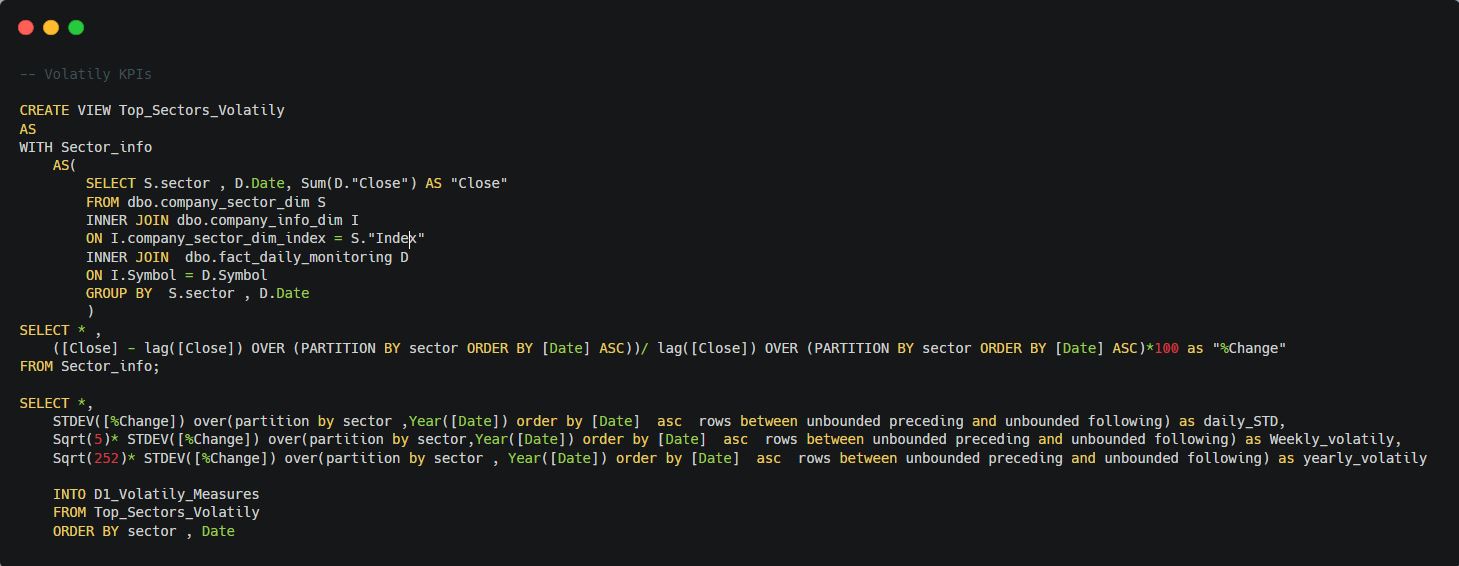 -- Volatily KPIs
CREATE VIEW Top_Sectors_Volatily
AS
WITH Sector_info
AS(
SELECT S.sector , D.Date, Sum(D."Close") AS "Close"
FROM dbo.company_sector_dim S
INNER JOIN dbo.company_info_dim I
ON I.company_sector_dim_index = S."Index"
INNER JOIN  dbo.fact_daily_monitoring D
ON I.Symbol = D.Symbol
GROUP BY  S.sector , D.Date
)
SELECT * ,
([Close] - lag([Close]) OVER (PARTITION BY sector ORDER BY [Date] ASC))/ lag([Close]) OVER (PARTITION BY sector ORDER BY [Date] ASC)*100 as "%Change"
FROM Sector_info;
SELECT *,
STDEV([%Change]) over(partition by sector ,Year([Date]) order by [Date]  asc  rows between unbounded preceding and unbounded following) as daily_STD,
Sqrt(5)* STDEV([%Change]) over(partition by sector,Year([Date]) order by [Date]  asc  rows between unbounded preceding and unbounded following) as Weekly_volatily,
Sqrt(252)* STDEV([%Change]) over(partition by sector , Year([Date]) order by [Date]  asc  rows between unbounded preceding and unbounded following) as yearly_volatily
INTO D1_Volatily_Measures
FROM Top_Sectors_Volatily
ORDER BY sector , Date